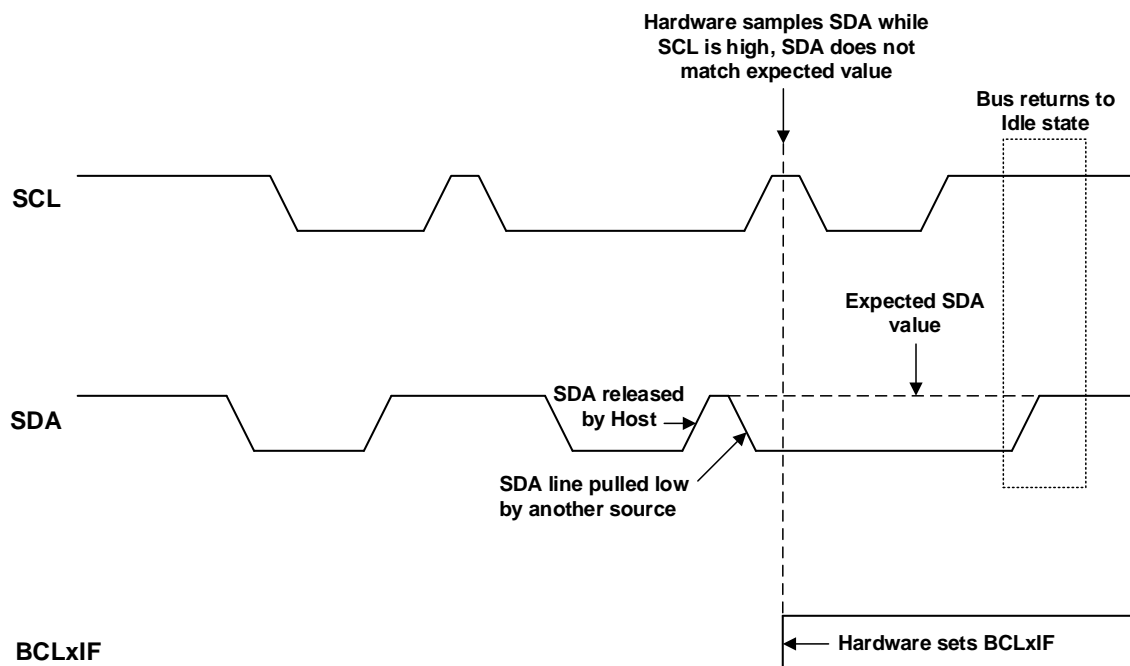 Hardware samples SDA while
SCL is high, SDA does not
match expected value
Bus returns to
Idle state
SCL
Expected SDA
value
SDA released
by Host
SDA
SDA line pulled low
by another source
Hardware sets BCLxIF
BCLxIF